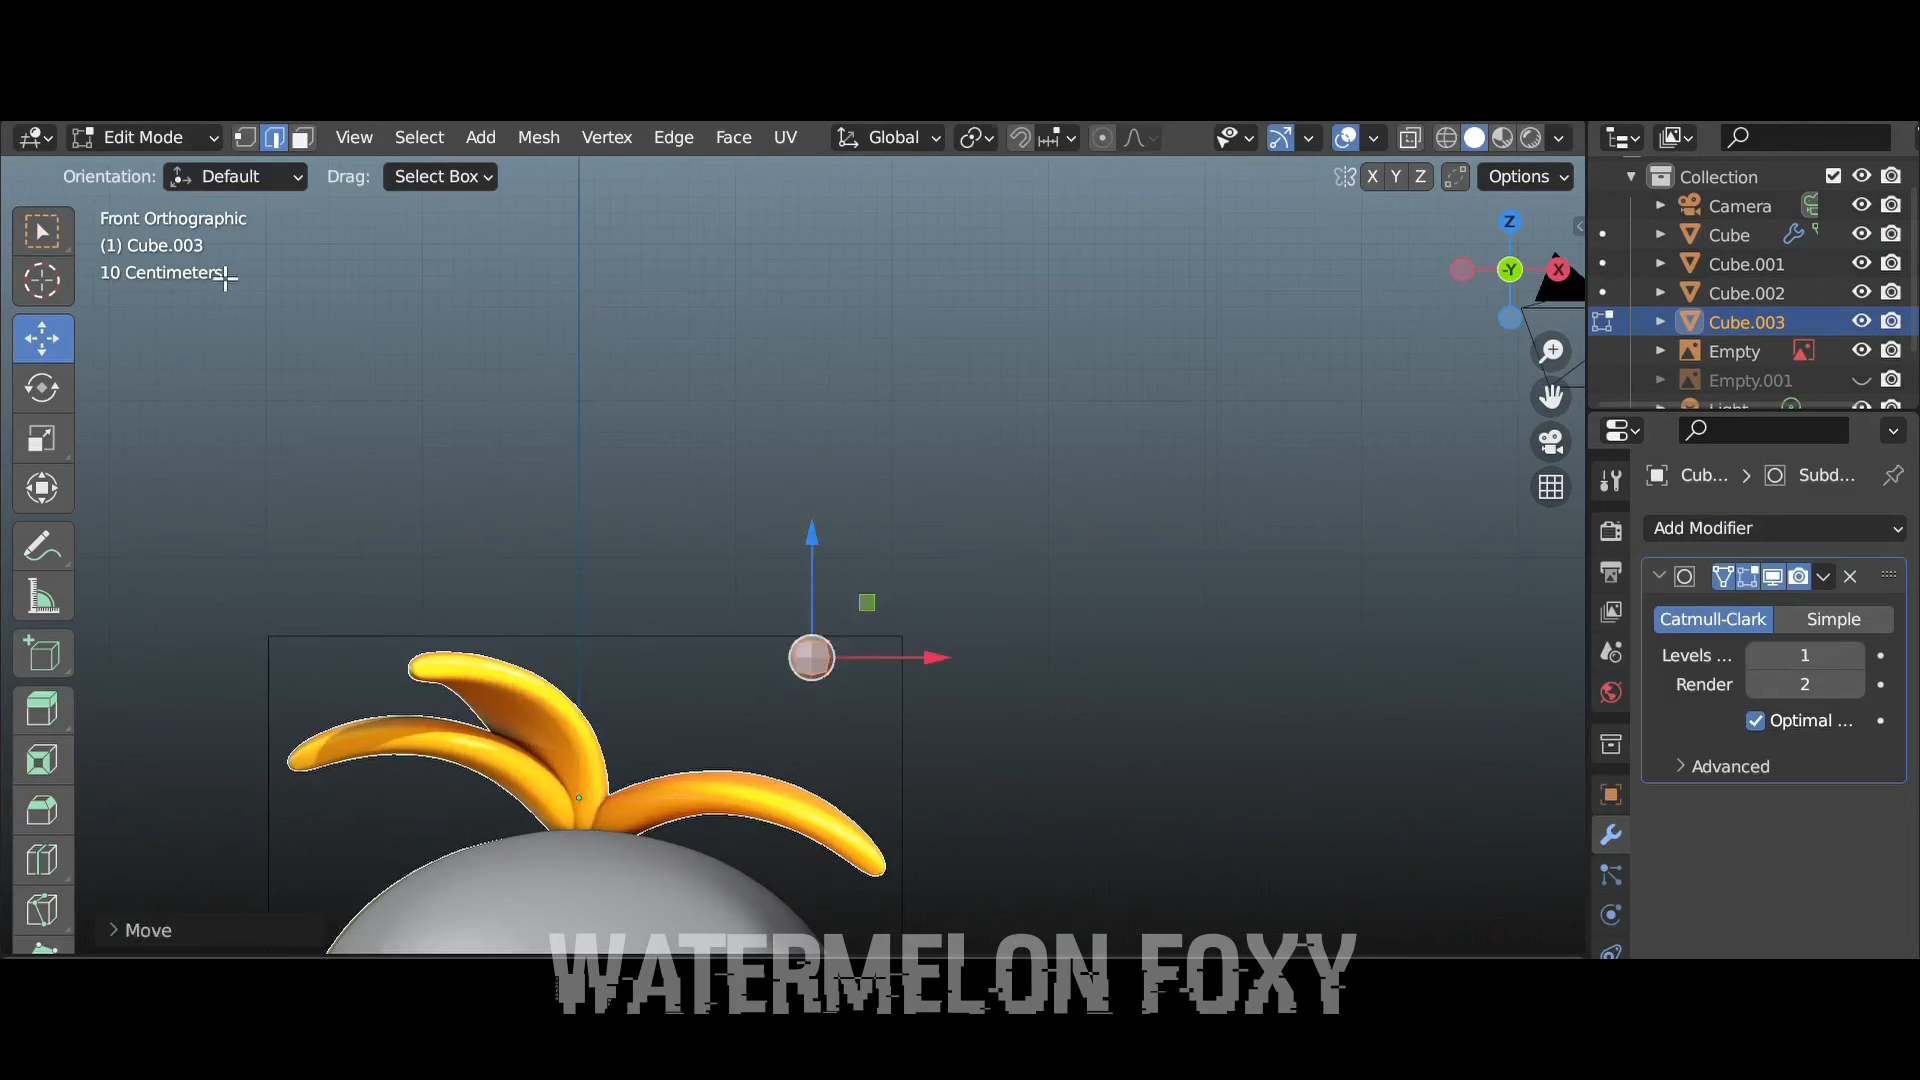 Edit Mode View Select Add Mesh Vertex Edge Face UV Global
Orientation: Default Drag: Select Box X Y Z Options
Front Orthographic
(1) Cube.003
10 Centimeters
Z
-Y X
Move
Collection
Camera
Cube
Cube.001
Cube.002
Cube.003
Empty
Empty.001
Cub... Subd...
Add Modifier
Catmull-Clark Simple
Levels ... 1
Render 2
Optimal ...
Advanced
WATERMELON FOXY